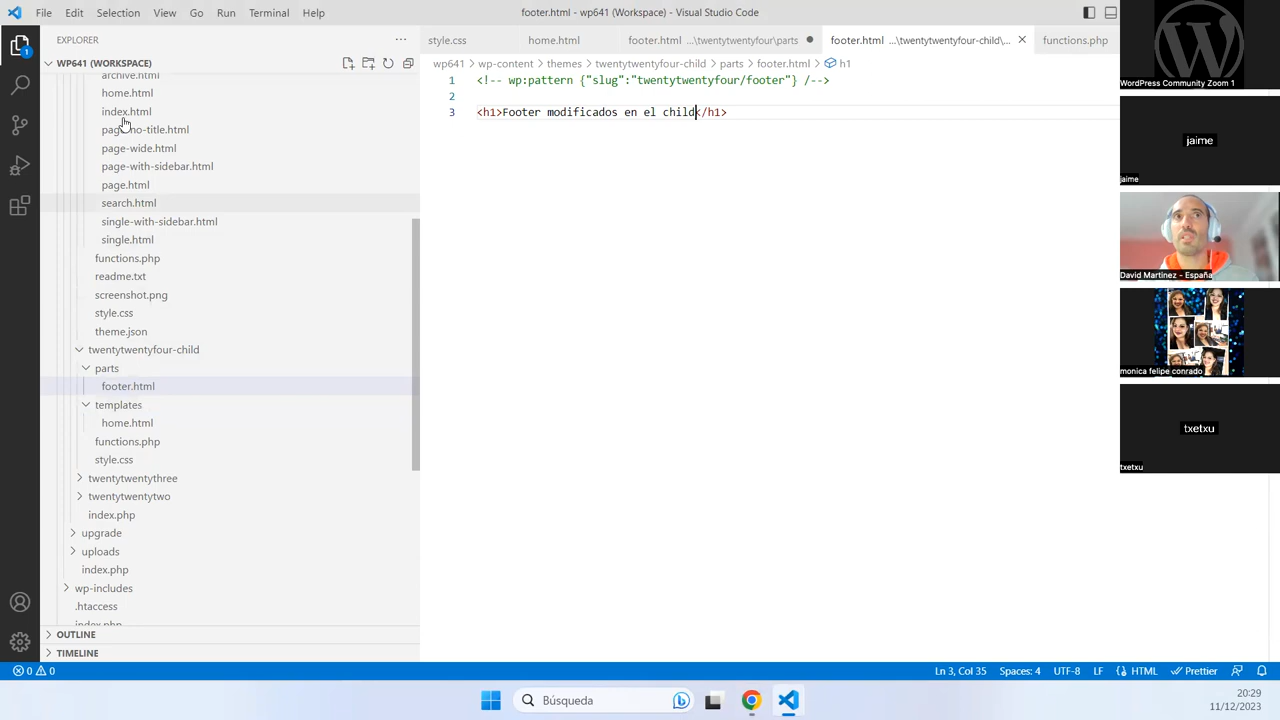 File Edit Selection View Go Run Terminal Help
footer.html - wp641 (Workspace) - Visual Studio Code
EXPLORER
WP641 (WORKSPACE)
archive.html
home.html
index.html
page-no-title.html
page-wide.html
page-with-sidebar.html
page.html
search.html
single-with-sidebar.html
single.html
functions.php
readme.txt
screenshot.png
style.css
theme.json
twentytwentyfour-child
parts
footer.html
templates
home.html
functions.php
style.css
twentytwentythree
twentytwentytwo
index.php
upgrade
uploads
index.php
wp-includes
.htaccess
index.php
OUTLINE
TIMELINE
style.css
home.html
footer.html ...\twentytwentyfour\parts
footer.html ...\twentytwentyfour-child\...
functions.php
wp641 > wp-content > themes > twentytwentyfour-child > parts > footer.html > h1
1 <!-- wp:pattern {"slug":"twentytwentyfour/footer"} />
2
3 <h1>Footer modificados en el child</h1>
WordPress Community Zoom 1
jaime
jaime
David Martínez - España
monica felipe conrado
txetxu
txetxu
1
0 0
Ln 3, Col 35 Spaces: 4 UTF-8 LF HTML Prettier
Búsqueda
20:29
11/12/2023